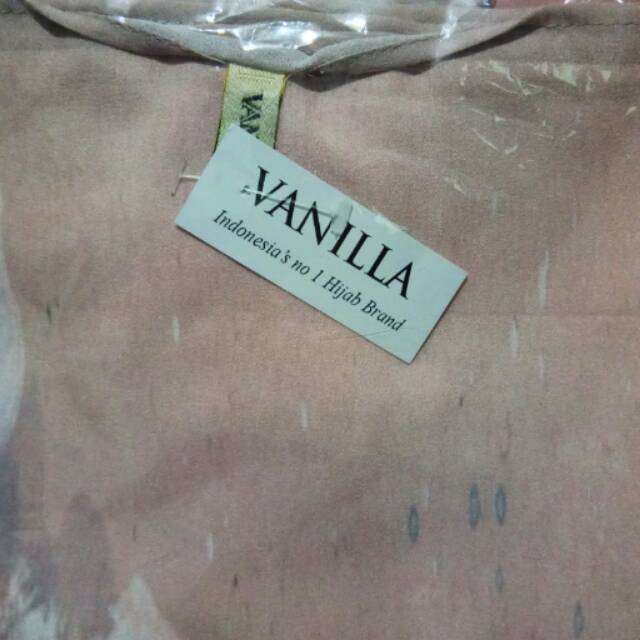 VANILLA
Indonesia's no 1 Hijab Brand